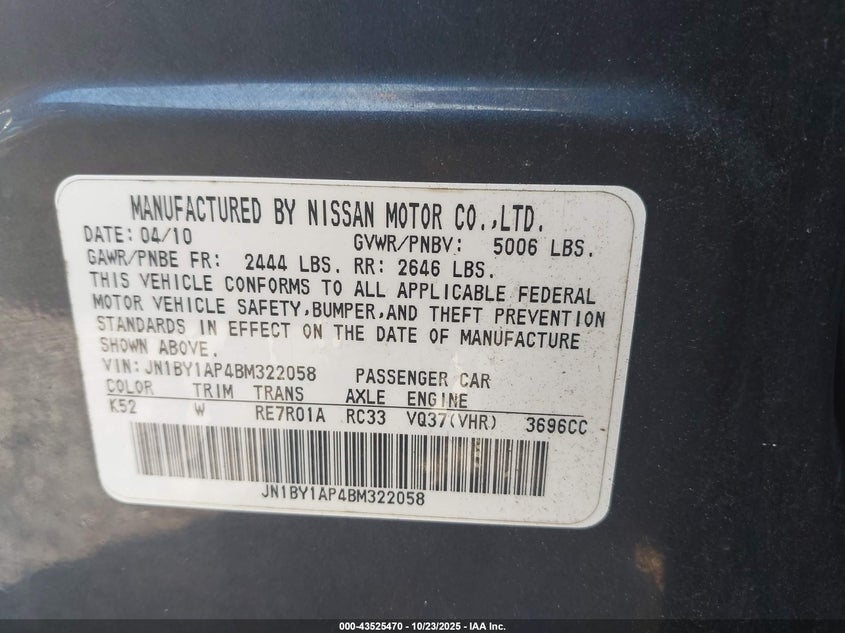 MANUFACTURED BY NISSAN MOTOR CO.,LTD.
DATE: 04/10 GVWR/PNBV: 5006 LBS.
GAWR/PNBE FR: 2444 LBS. RR: 2646 LBS.
THIS VEHICLE CONFORMS TO ALL APPLICABLE FEDERAL
MOTOR VEHICLE SAFETY,BUMPER,AND THEFT PREVENTION
STANDARDS IN EFFECT ON THE DATE OF MANUFACTURE
SHOWN ABOVE.
VIN:JN1BY1AP4BM322058 PASSENGER CAR
COLOR TRIM TRANS AXLE ENGINE
K52 W RE7R01A RC33 VQ37(VHR) 3696CC
JN1BY1AP4BM322058
000-43525470 - 10/23/2025 - IAA Inc.